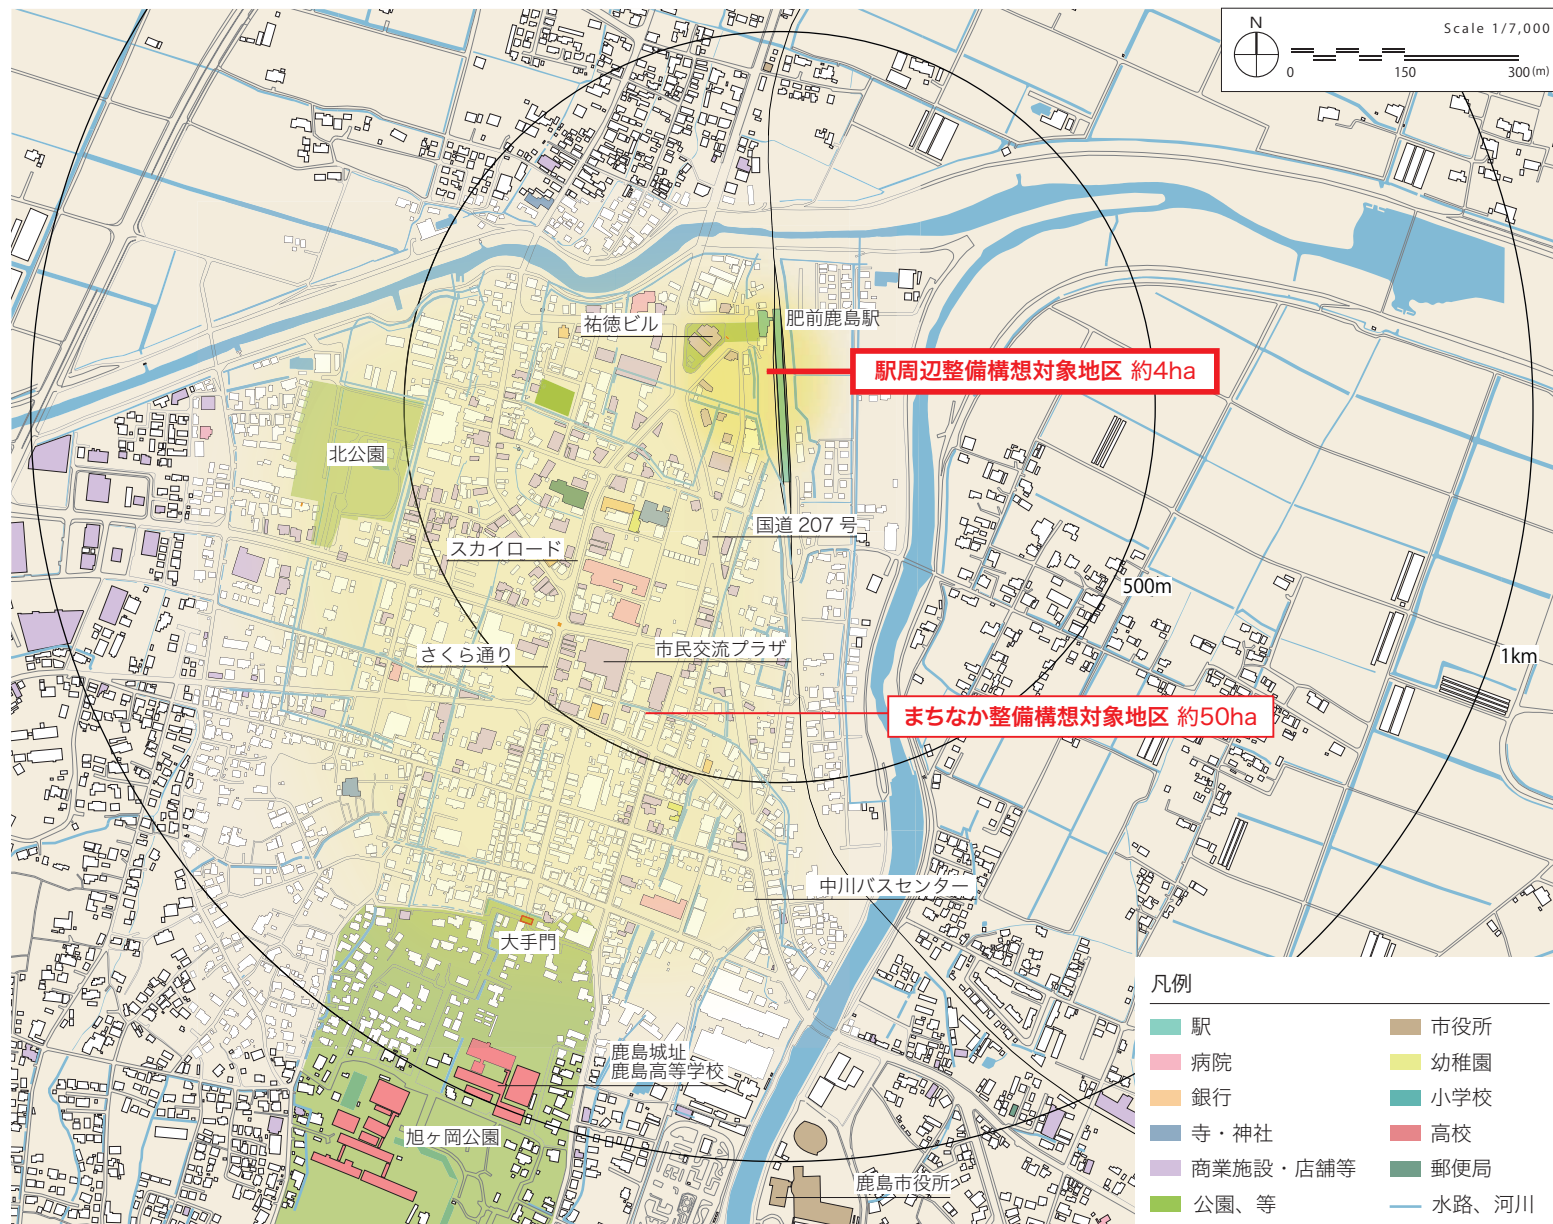 N
Scale 1/7,000
0 150 300(m)
祐徳ビル
肥前鹿島駅
駅周辺整備構想対象地区 約4ha
北公園
国道 207 号
スカイロード
500m
さくら通り
市民交流プラザ
1km
まちなか整備構想対象地区 約50ha
中川バスセンター
大手門
鹿島城址
鹿島高等学校
旭ヶ岡公園
鹿島市役所
凡例
駅
病院
銀行
寺・神社
商業施設・店舗等
公園、等
市役所
幼稚園
小学校
高校
郵便局
水路、河川